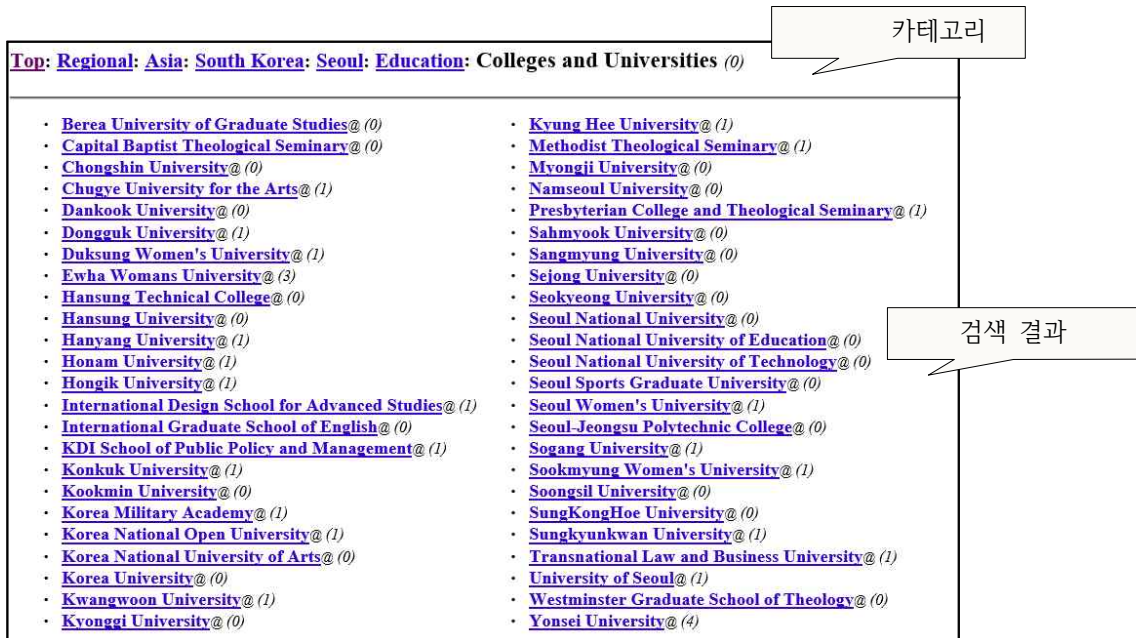 카테고리
Top: Regional: Asia: South Korea: Seoul: Education: Colleges and Universities (0)
· Berea University of Graduate Studies@ (0)
· Capital Baptist Theological Seminary@ (0)
· Chongshin University@ (0)
· Chugye University for the Arts@ (1)
· Dankook University@ (0)
· Dongguk University@ (1)
· Duksung Women's University@ (1)
· Ewha Womans University@ (3)
· Hansung Technical College@ (0)
· Hansung University@ (0)
· Hanyang University@ (1)
· Honam University@ (1)
· Hongik University@ (1)
· International Design School for Advanced Studies@ (1)
· International Graduate School of English@ (0)
· KDI School of Public Policy and Management@ (1)
· Konkuk University@ (1)
· Kookmin University@ (0)
· Korea Military Academy@ (1)
· Korea National Open University@ (1)
· Korea National University of Arts@ (0)
· Korea University@ (0)
· Kwangwoon University@ (1)
· Kyonggi University@ (0)
· Kyung Hee University@ (1)
· Methodist Theological Seminary@ (1)
· Myongji University@ (0)
· Namseoul University@ (0)
· Presbyterian College and Theological Seminary@ (1)
· Sahmyook University@ (0)
· Sangmyung University@ (0)
· Sejong University@ (0)
· Seokyeong University@ (0)
· Seoul National University@ (0)
· Seoul National University of Education@ (0)
· Seoul National University of Technology@ (0)
· Seoul Sports Graduate University@ (0)
· Seoul Women's University@ (1)
· Seoul-Jeongsu Polytechnic College@ (0)
· Sogang University@ (1)
· Sookmyung Women's University@ (1)
· Soongsil University@ (0)
· SungKongHoe University@ (0)
· Sungkyunkwan University@ (1)
· Transnational Law and Business University@ (1)
· University of Seoul@ (1)
· Westminster Graduate School of Theology@ (0)
· Yonsei University@ (4)
검색 결과